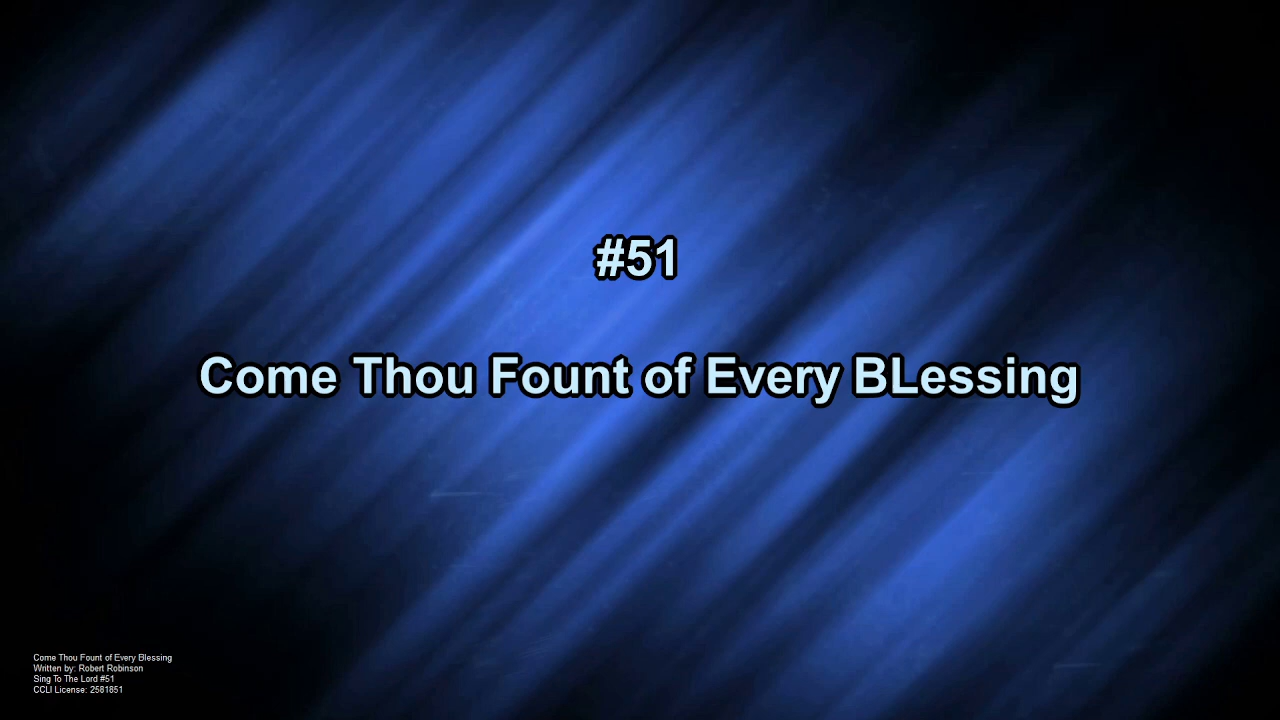 #51
Come Thou Fount of Every BLessing
Come Thou Fount of Every Blessing
Written by: Robert Robinson
Sing To The Lord #51
CCLI License: 2581851